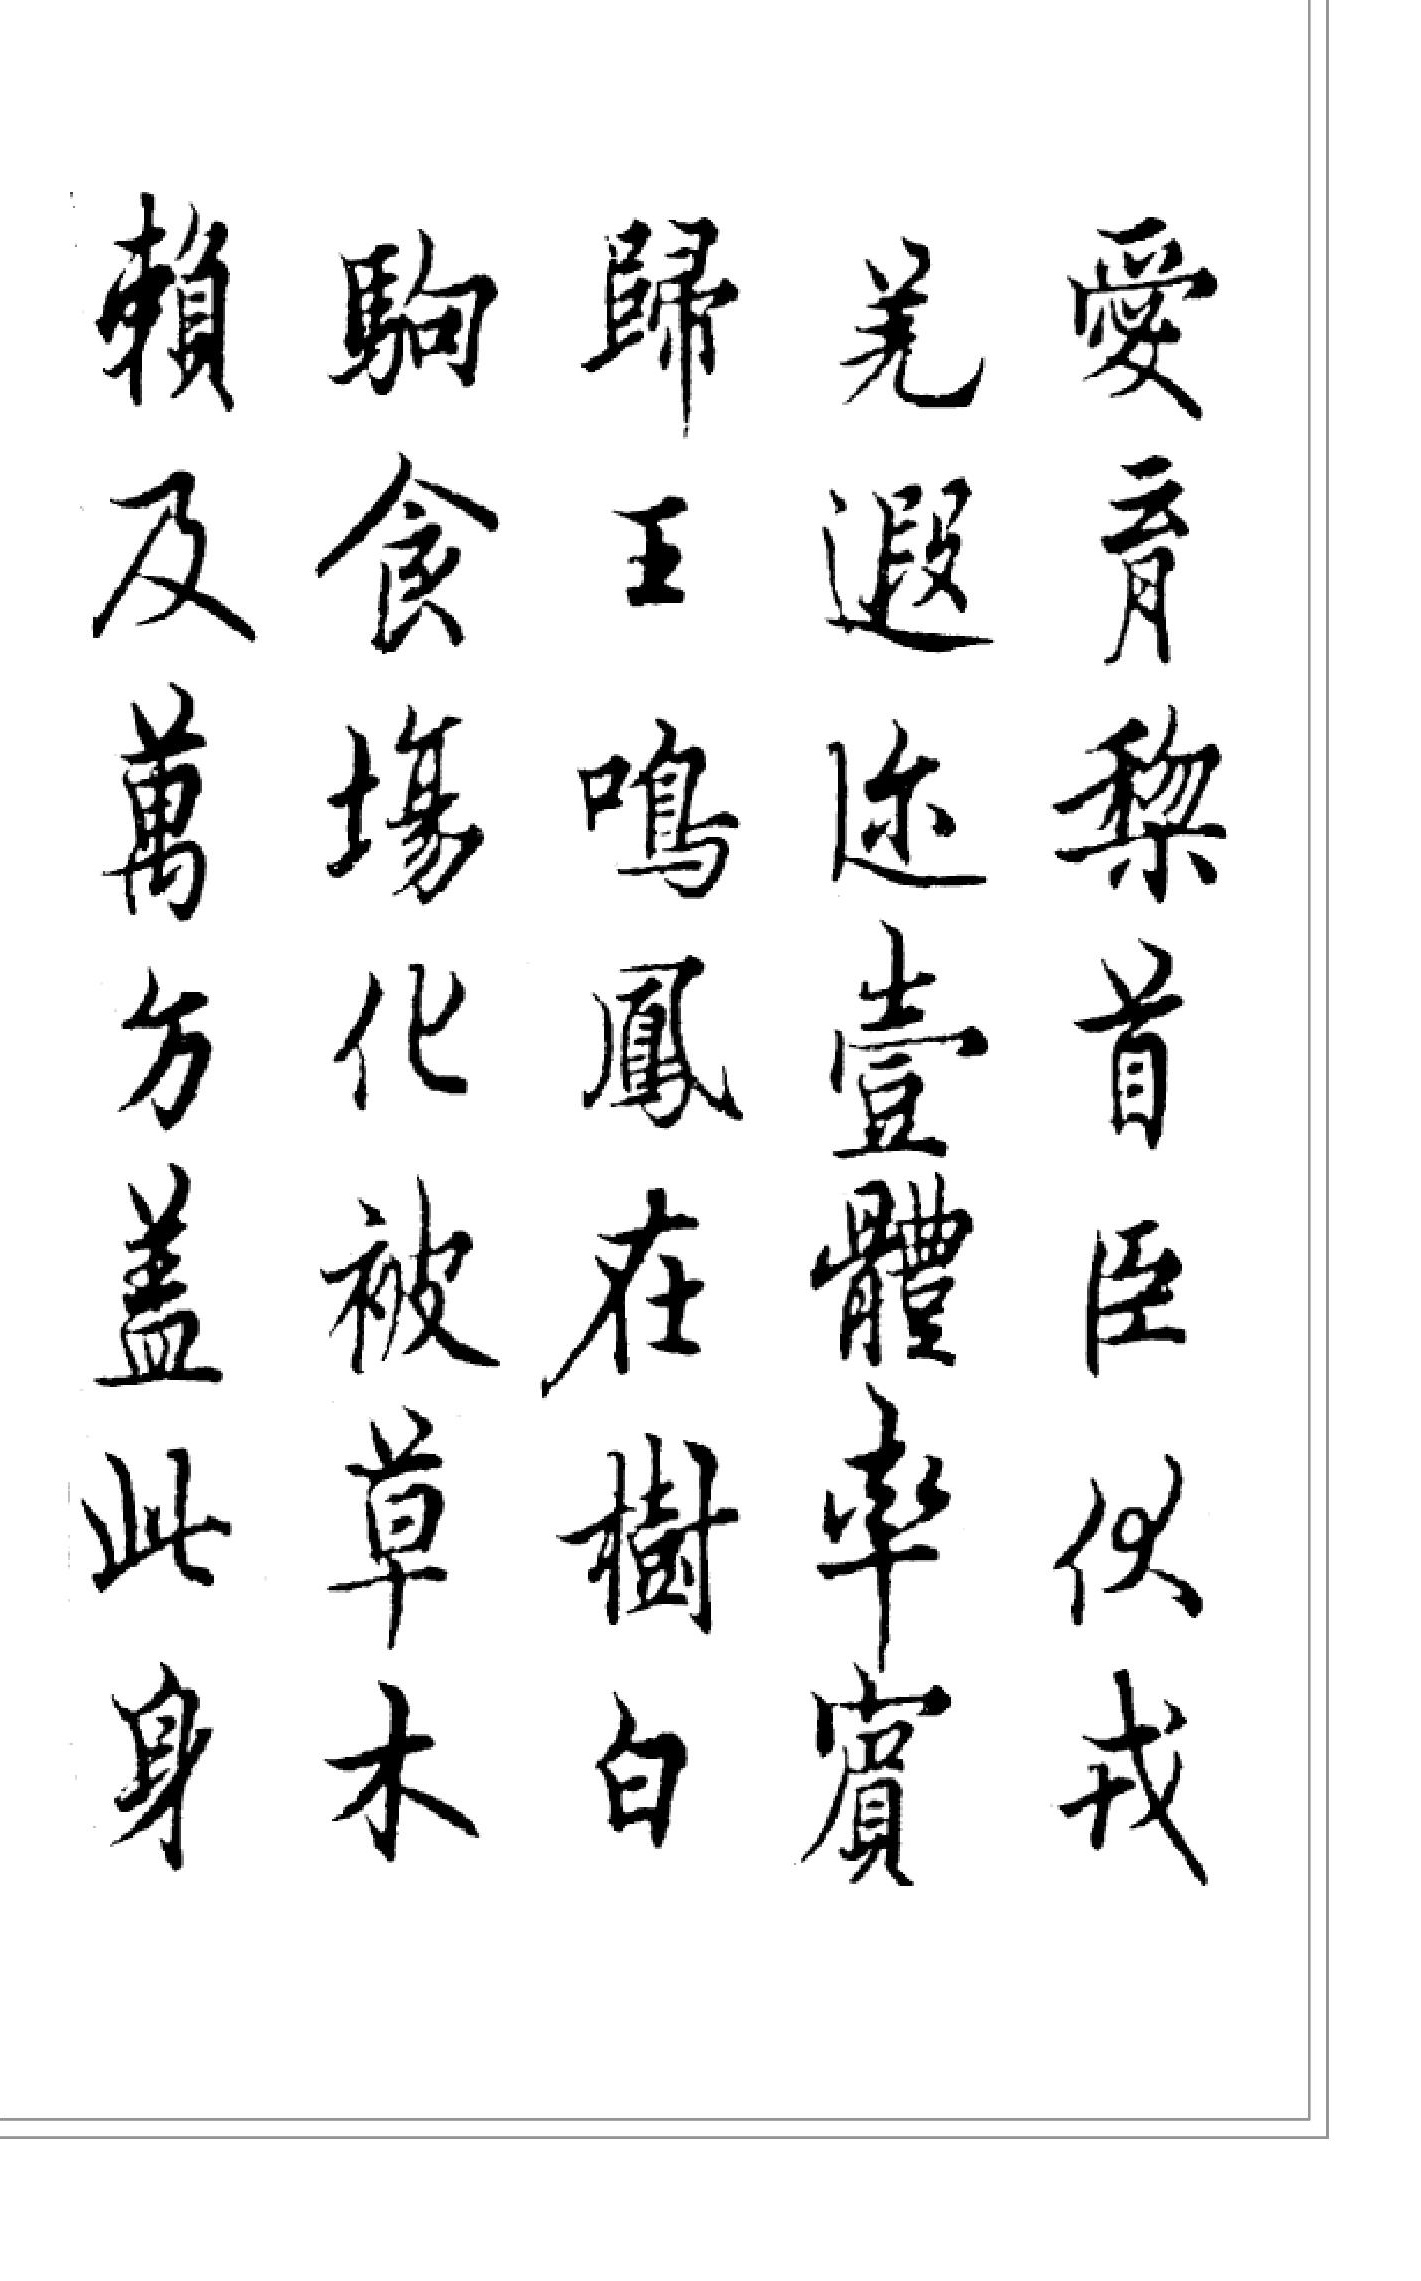 愛育黎首臣伏戎
羌遐迩壹體率賓
歸王鳴鳳在樹白
駒食場化被草木
賴及萬方蓋此身